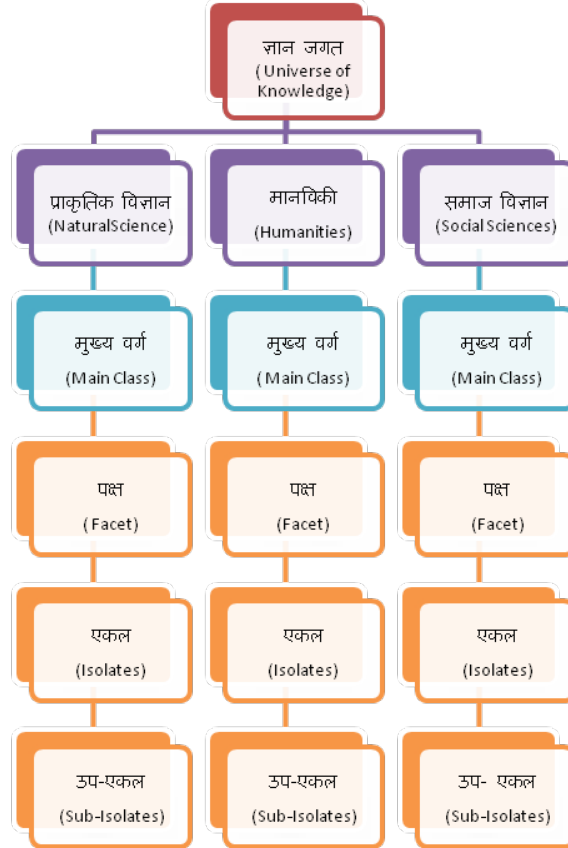 ज्ञान जगत
( Universe of
Knowledge)
प्राकृतिक विज्ञान
(NaturalScience)
मानविकी
(Humanities)
समाज विज्ञान
(Social Sciences)
मुख्य वर्ग
(Main Class)
मुख्य वर्ग
( Main Class)
मुख्य वर्ग
(Main Class)
पक्ष
( Facet)
पक्ष
(Facet)
पक्ष
(Facet)
एकल
(Isolates)
एकल
(Isolates)
एकल
(Isolates)
उप-एकल
(Sub-Isolates)
उप-एकल
(Sub-Isolates)
उप- एकल
(Sub-Isolates)